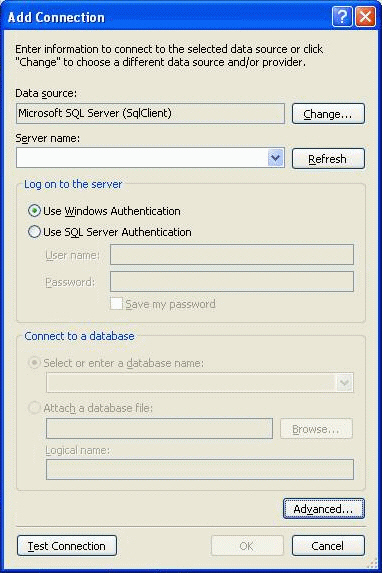 Add Connection
Enter information to connect to the selected data source or click
"Change" to choose a different data source and/or provider.
Data source:
Microsoft SQL Server (SqlClient)
Change...
Server name:
Refresh
Log on to the server
Use Windows Authentication
Use SQL Server Authentication
User name:
Password:
Save my password
Connect to a database
Select or enter a database name:
Attach a database file:
Browse...
Logical name:
Advanced...
Test Connection
OK
Cancel